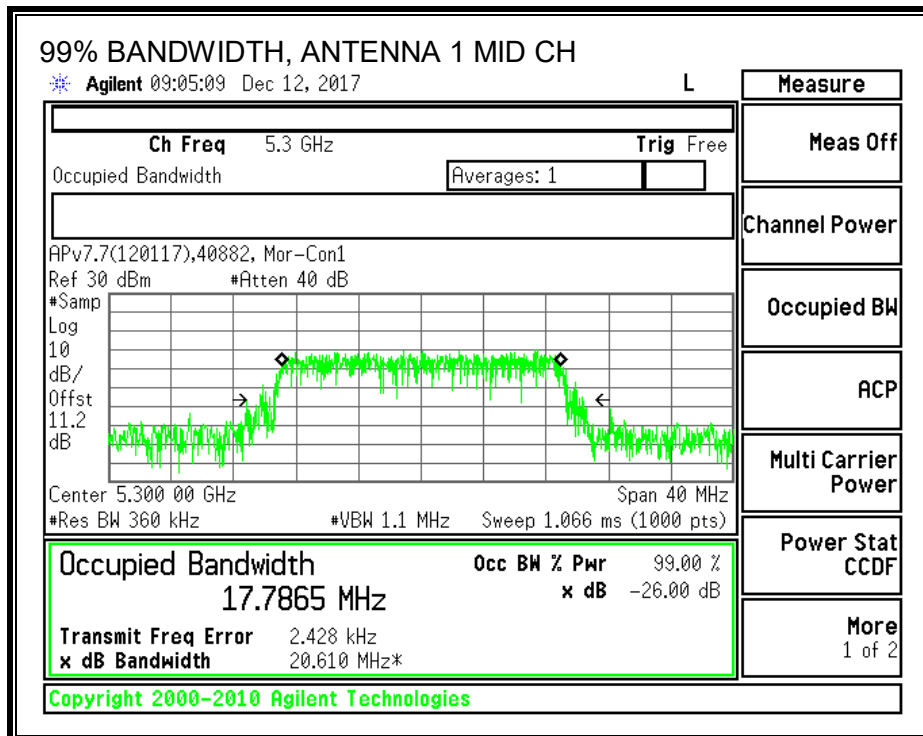 99% BANDWIDTH, ANTENNA 1 MID CH
Agilent 09:05:09 Dec 12, 2017 L
Ch Freq 5.3 GHz Trig Free
Occupied Bandwidth Averages: 1
APv7.7(120117),40882, Mor-Con1
Ref 30 dBm #Atten 40 dB
#Samp
Log
10
dB/
Offst
11.2
dB
Center 5.300 00 GHz Span 40 MHz
#Res BW 360 kHz #VBW 1.1 MHz Sweep 1.066 ms (1000 pts)
Occupied Bandwidth Occ BW % Pwr 99.00 %
17.7865 MHz x dB -26.00 dB
Transmit Freq Error 2.428 kHz
x dB Bandwidth 20.610 MHz*
Copyright 2000-2010 Agilent Technologies
Measure
Meas Off
Channel Power
Occupied BW
ACP
Multi Carrier
Power
Power Stat
CCDF
More
1 of 2